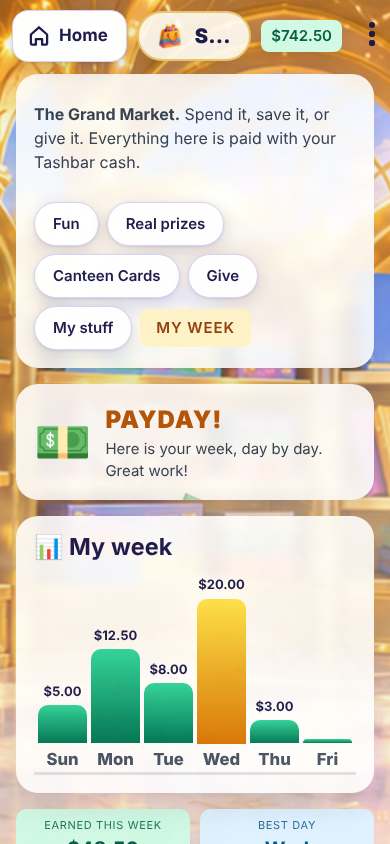 Home
S...
$742.50
The Grand Market. Spend it, save it, or
give it. Everything here is paid with your
Tashbar cash.
Fun
Real prizes
Canteen Cards
Give
My stuff
MY WEEK
PAYDAY!
Here is your week, day by day.
Great work!
My week
$20.00
$12.50
$8.00
$5.00
$3.00
Sun Mon Tue Wed Thu Fri
EARNED THIS WEEK
BEST DAY